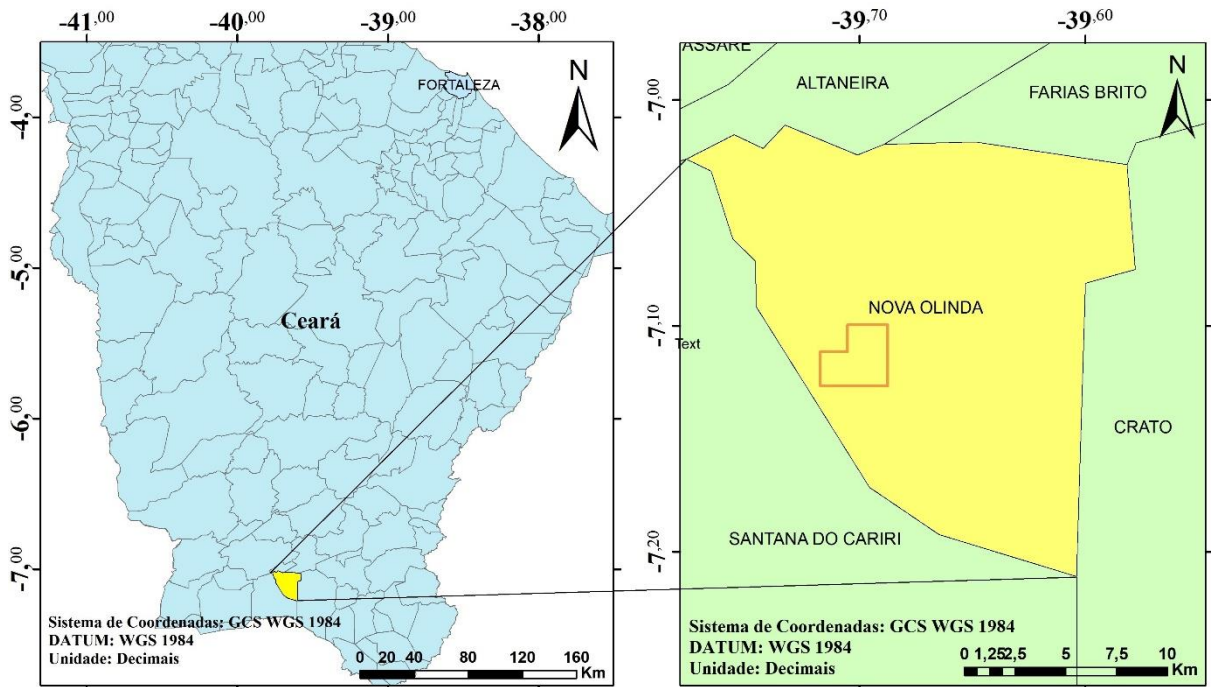 -41,00 -40,00 -39,00 -38,00
-4,00
-5,00
-6,00
-7,00
FORTALEZA
N
Ceará
Sistema de Coordenadas: GCS WGS 1984
DATUM: WGS 1984
Unidade: Decimais
0 20 40 80 120 160
Km
-39,70 -39,60
-7,00
-7,10
-7,20
ASSARE
ALTANEIRA
FARIAS BRITO
N
NOVA OLINDA
Text
CRATO
SANTANA DO CARIRI
Sistema de Coordenadas: GCS WGS 1984
DATUM: WGS 1984
Unidade: Decimais
0 1,25 2,5 5 7,5 10
Km